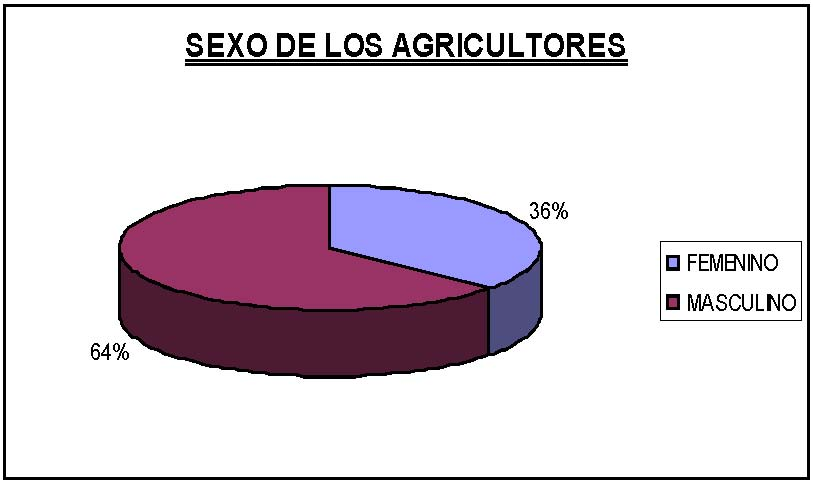 SEXO DE LOS AGRICULTORES
36%
FEMENINO
MASCULINO
64%